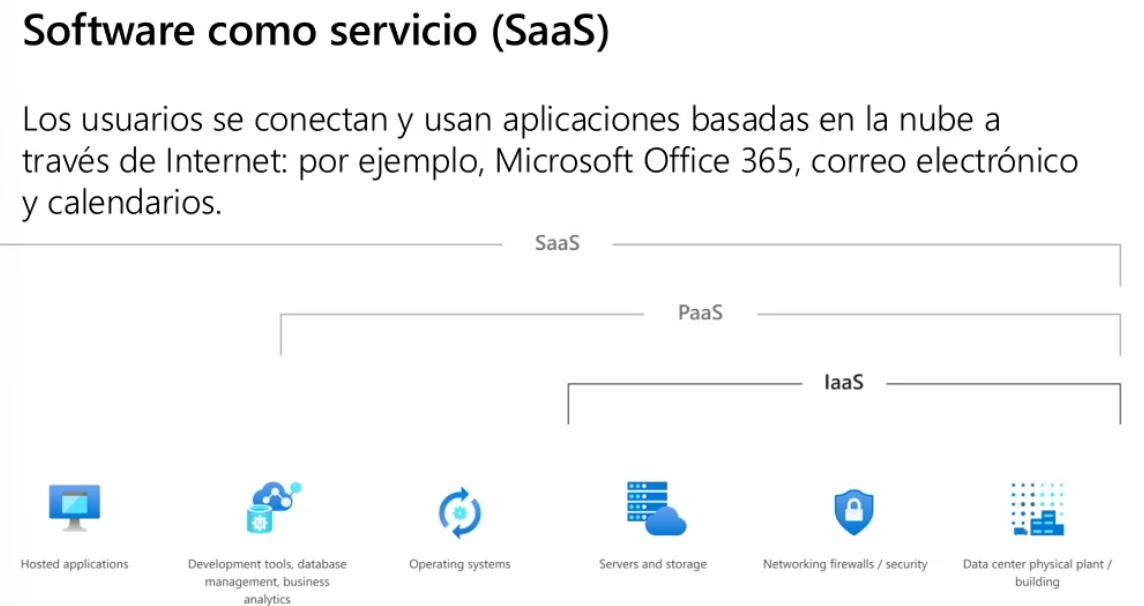 Software como servicio (SaaS)
Los usuarios se conectan y usan aplicaciones basadas en la nube a
través de Internet: por ejemplo, Microsoft Office 365, correo electrónico
y calendarios.
SaaS
PaaS
IaaS
Hosted applications
Development tools, database
management, business
analytics
Operating systems
Servers and storage
Networking firewalls / security
Data center physical plant /
building